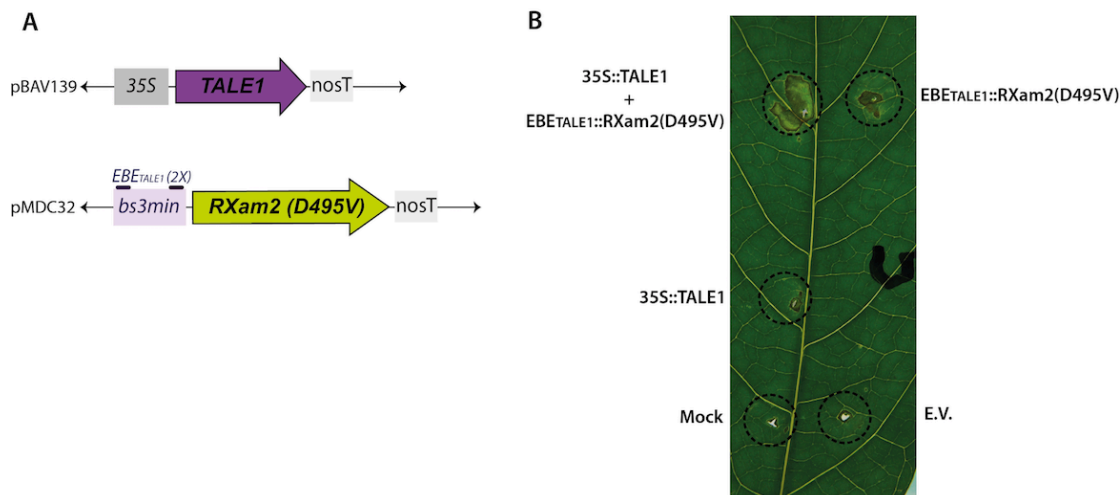 A
pBAV139
35S
TALE1
nosT
EBETALE1 (2X)
pMDC32
bs3min
RXam2 (D495V)
nosT
B
35S::TALE1
+
EBETALE1::RXam2(D495V)
EBETALE1::RXam2(D495V)
35S::TALE1
Mock
E.V.